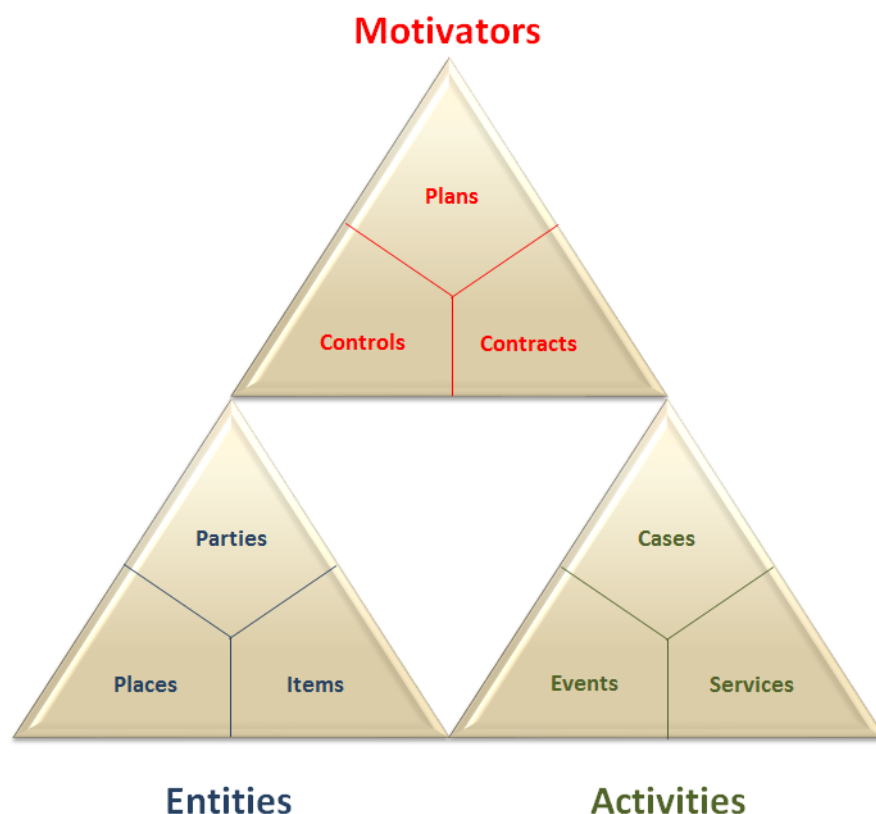 Motivators
Plans
Controls
Contracts
Parties
Places
Items
Cases
Events
Services
Entities
Activities